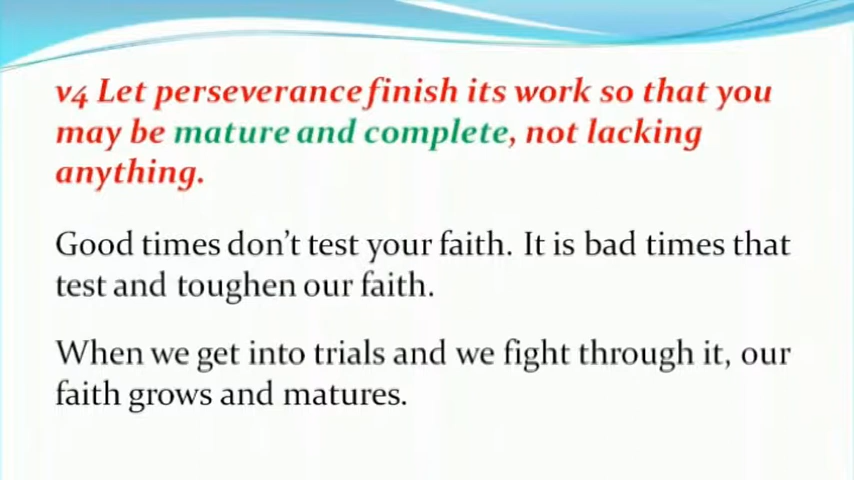 v4 Let perseverance finish its work so that you
may be mature and complete, not lacking
anything.
Good times don't test your faith. It is bad times that
test and toughen our faith.
When we get into trials and we fight through it, our
faith grows and matures.